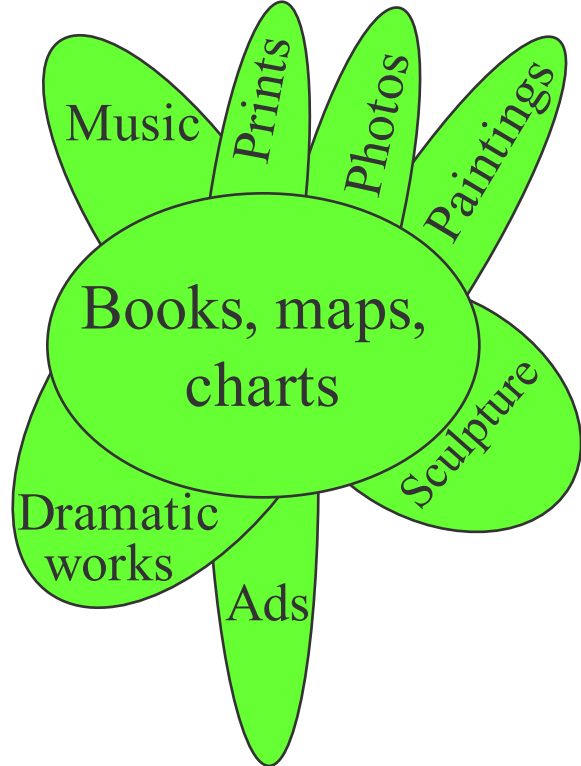 Music
Prints
Photos
Paintings
Books, maps,
charts
Sculpture
Dramatic
works
Ads